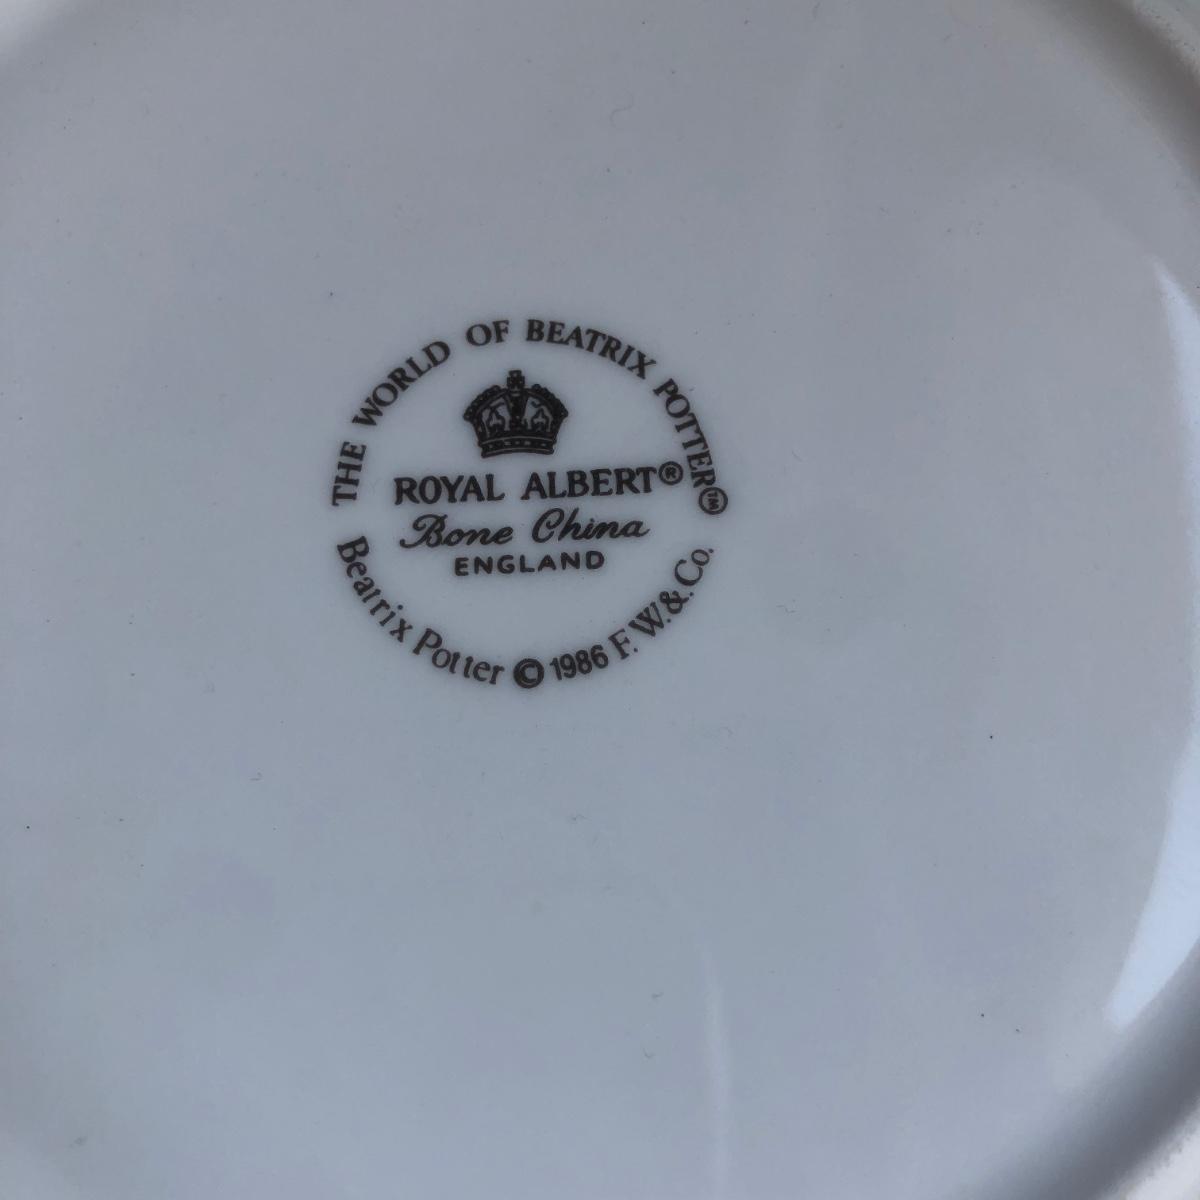 THE WORLD OF BEATRIX POTTER™
ROYAL ALBERT®
Bone China
ENGLAND
Beatrix Potter © 1986 F.W.&.Co.